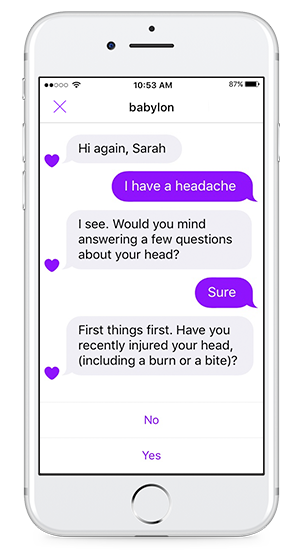 10:53 AM
87%
babylon
Hi again, Sarah
I have a headache
I see. Would you mind
answering a few questions
about your head?
Sure
First things first. Have you
recently injured your head,
(including a burn or a bite)?
No
Yes